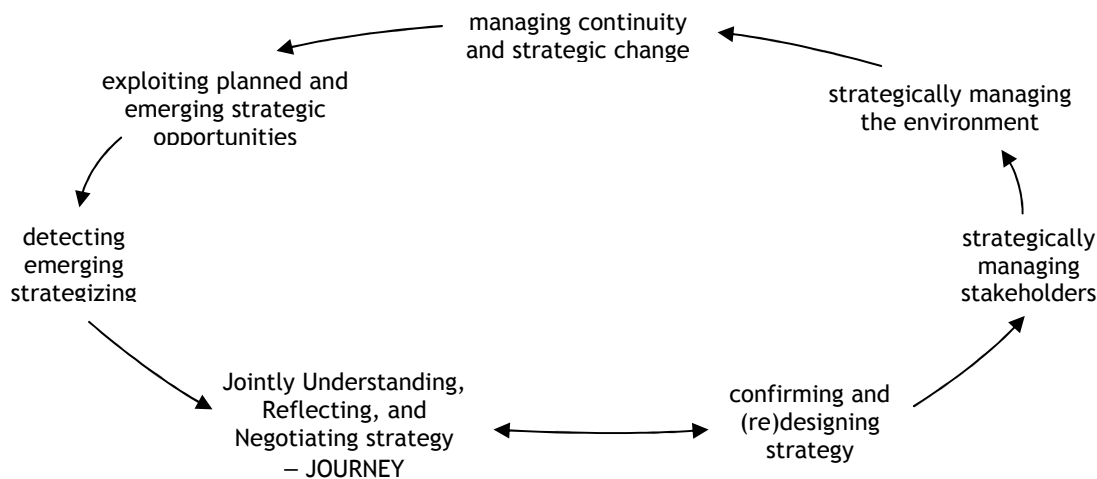 managing continuity
and strategic change
exploiting planned and
emerging strategic
opportunities
strategically managing
the environment
detecting
emerging
strategizing
strategically
managing
stakeholders
Jointly Understanding,
Reflecting, and
Negotiating strategy
– JOURNEY
confirming and
(re)designing
strategy